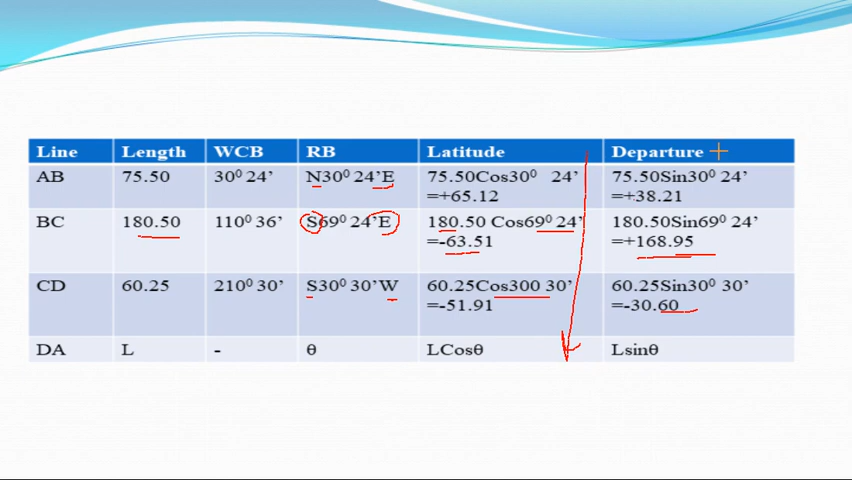 Line Length WCB RB Latitude Departure
AB 75.50 30⁰ 24’ N30⁰ 24’E 75.50Cos30⁰ 24’ 75.50Sin30⁰ 24’
=+65.12 =+38.21
BC 180.50 110⁰ 36’ S69⁰ 24’E 180.50 Cos69⁰ 24’ 180.50Sin69⁰ 24’
=-63.51 =+168.95
CD 60.25 210⁰ 30’ S30⁰ 30’W 60.25Cos300 30’ 60.25Sin30⁰ 30’
=-51.91 =-30.60
DA L - θ LCosθ Lsinθ